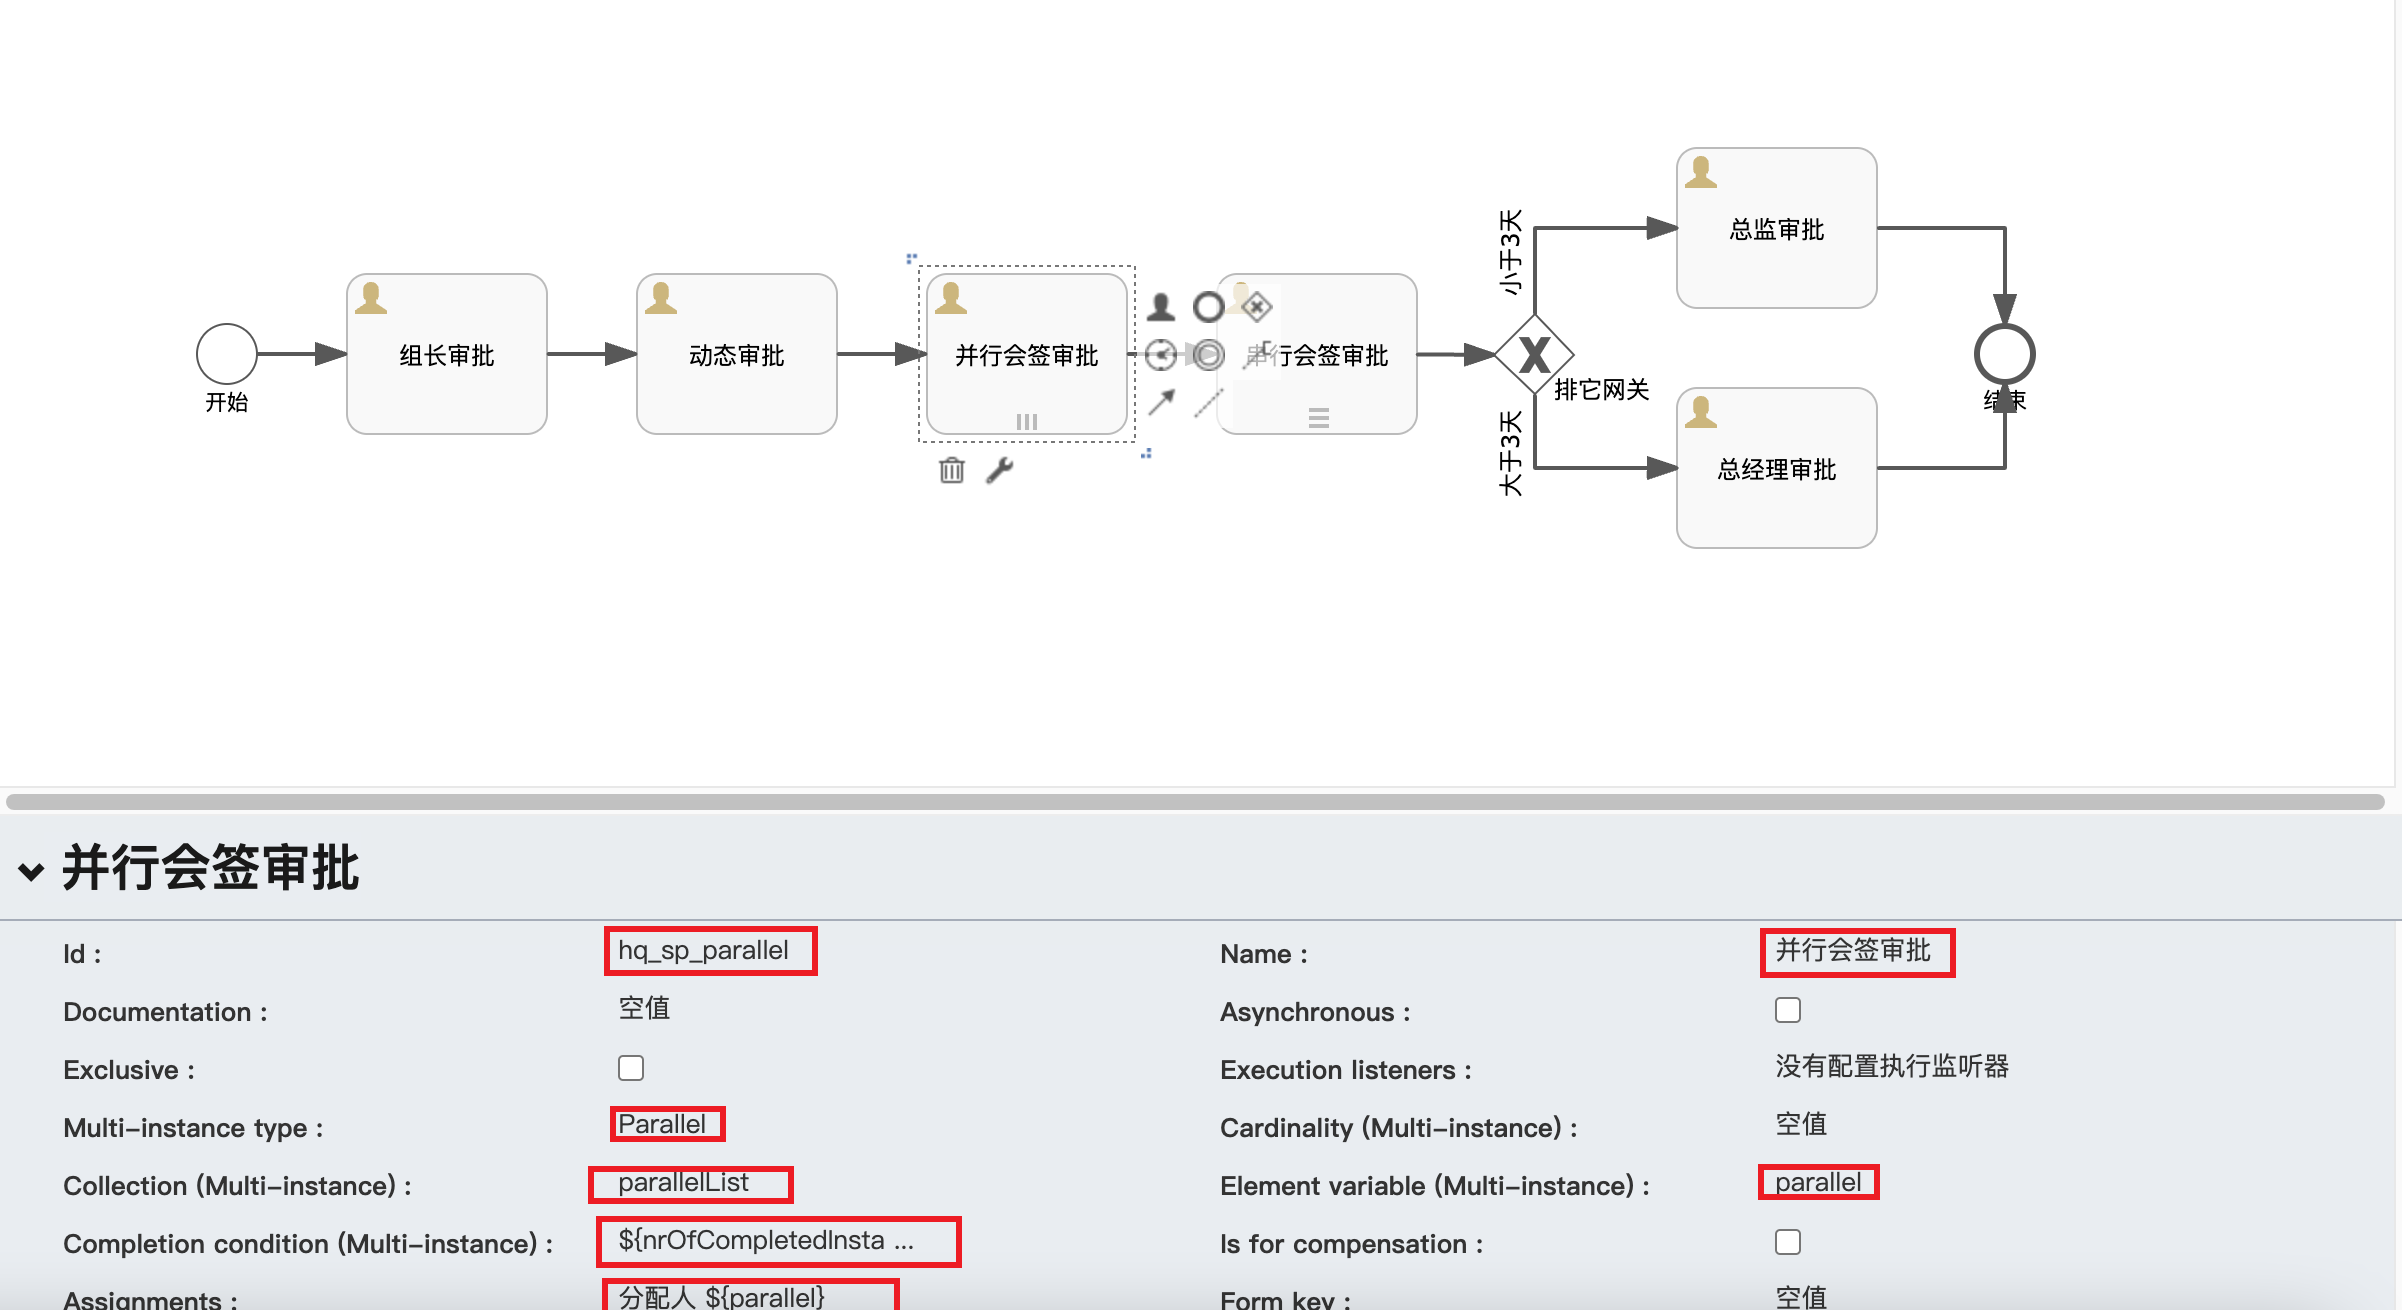 小于3天
总监审批
开始
组长审批
动态审批
并行会签审批
串行会签审批
排它网关
结束
大于3天
总经理审批
并行会签审批
Id :
hq_sp_parallel
Name :
并行会签审批
Documentation :
空值
Asynchronous :
Exclusive :
Execution listeners :
没有配置执行监听器
Multi-instance type :
Parallel
Cardinality (Multi-instance) :
空值
Collection (Multi-instance) :
parallelList
Element variable (Multi-instance) :
parallel
Completion condition (Multi-instance) :
${nrOfCompletedInsta ...
Is for compensation :
Assignments :
分配人 ${parallel}
Form key :
空值